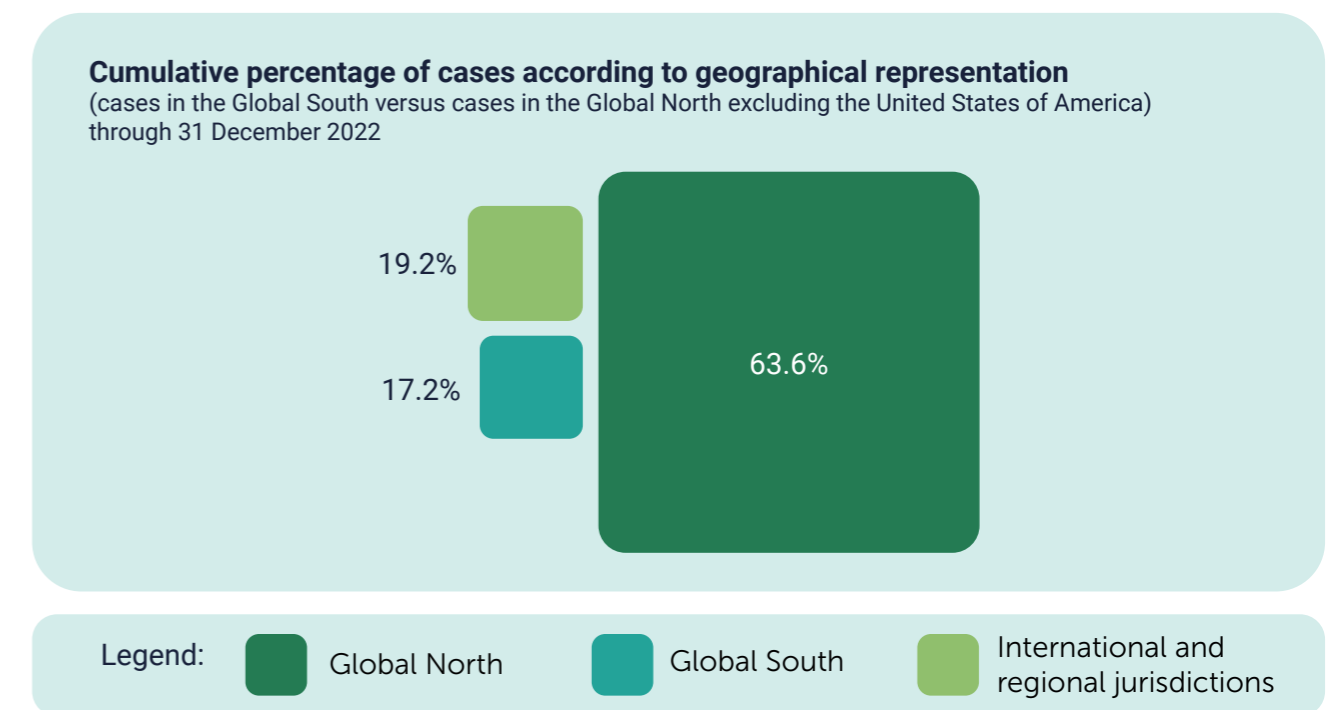 Cumulative percentage of cases according to geographical representation
(cases in the Global South versus cases in the Global North excluding the United States of America)
through 31 December 2022
19.2%
63.6%
17.2%
Legend:
Global North
Global South
International and
regional jurisdictions